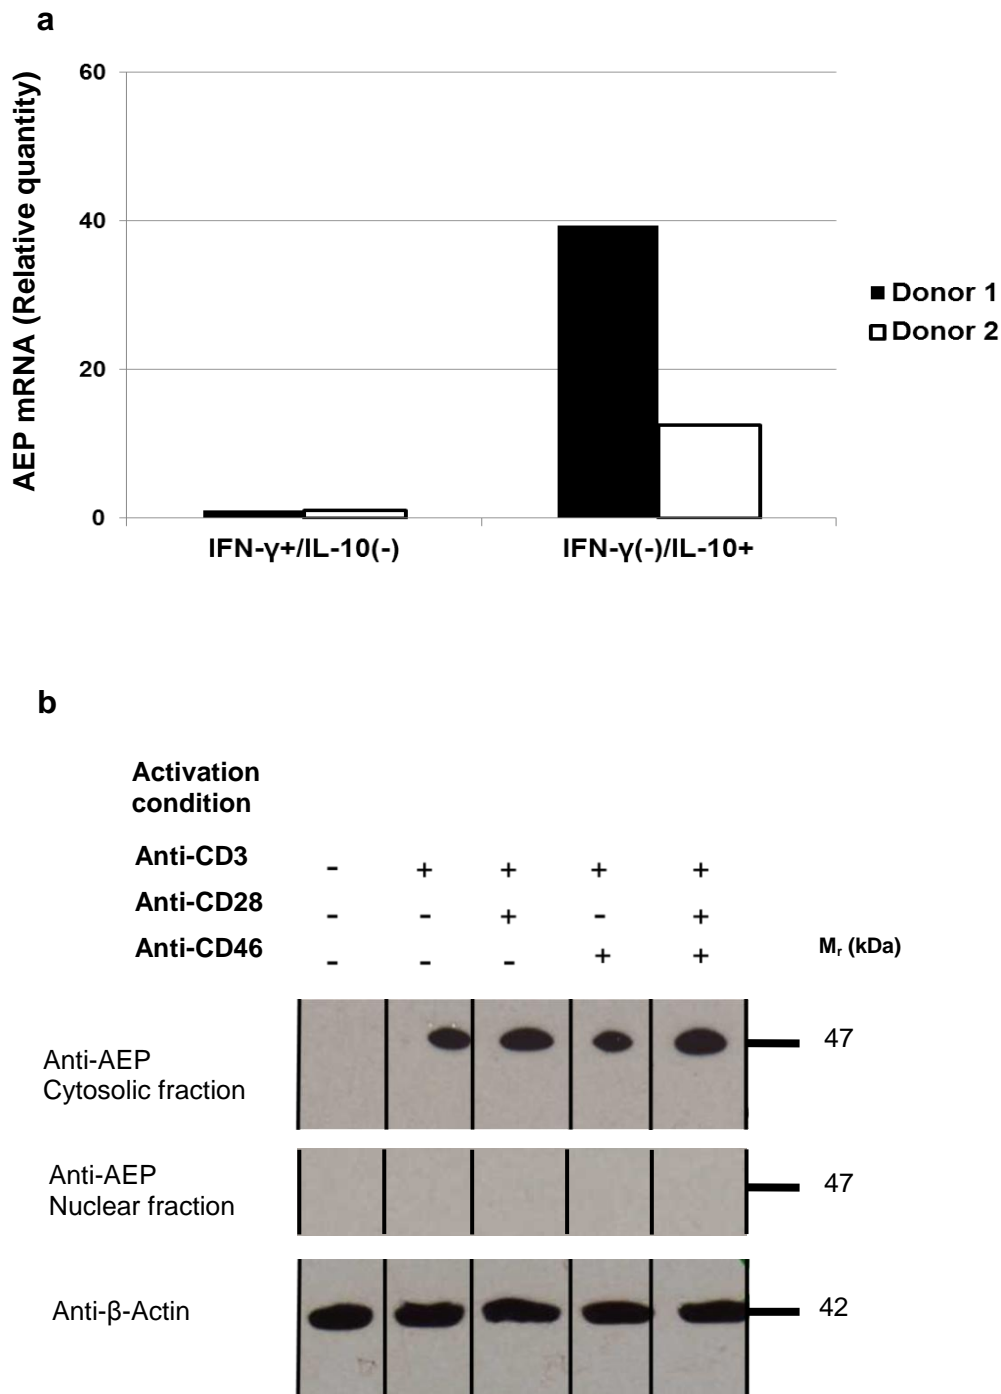 a
AEP mRNA (Relative quantity)
60
40
20
0
IFN-γ+/IL-10(-)
IFN-γ(-)/IL-10+
Donor 1
Donor 2
b
Activation
condition
Anti-CD3 - + + + +
Anti-CD28 - - + - +
Anti-CD46 - - - + +
Mr (kDa)
Anti-AEP
Cytosolic fraction
47
Anti-AEP
Nuclear fraction
47
Anti-β-Actin
42